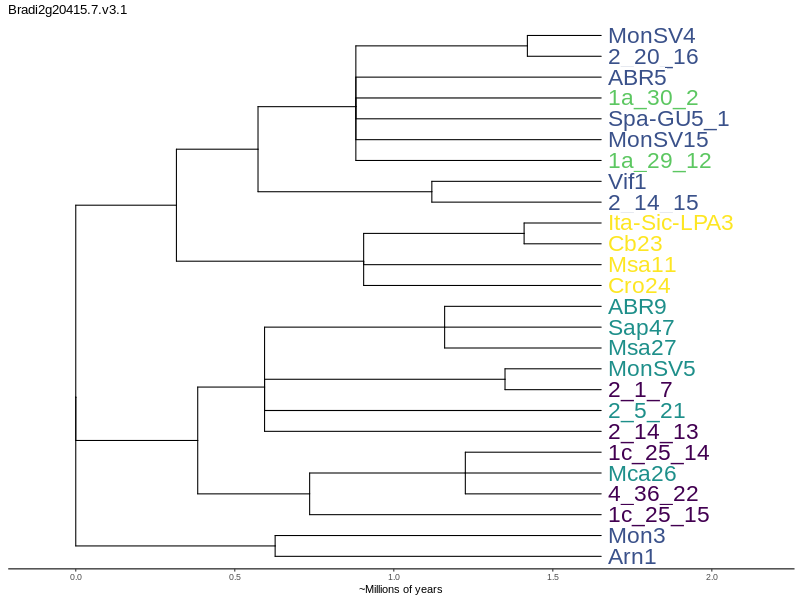 Bradi2g20415.7.v3.1
MonSV4
2_20_16
ABR5
1a_30_2
Spa-GU5_1
MonSV15
1a_29_12
Vif1
2_14_15
Ita-Sic-LPA3
Cb23
Msa11
Cro24
ABR9
Sap47
Msa27
MonSV5
2_1_7
2_5_21
2_14_13
1c_25_14
Mca26
4_36_22
1c_25_15
Mon3
Arn1
0.0 0.5 1.0 1.5 2.0
~Millions of years